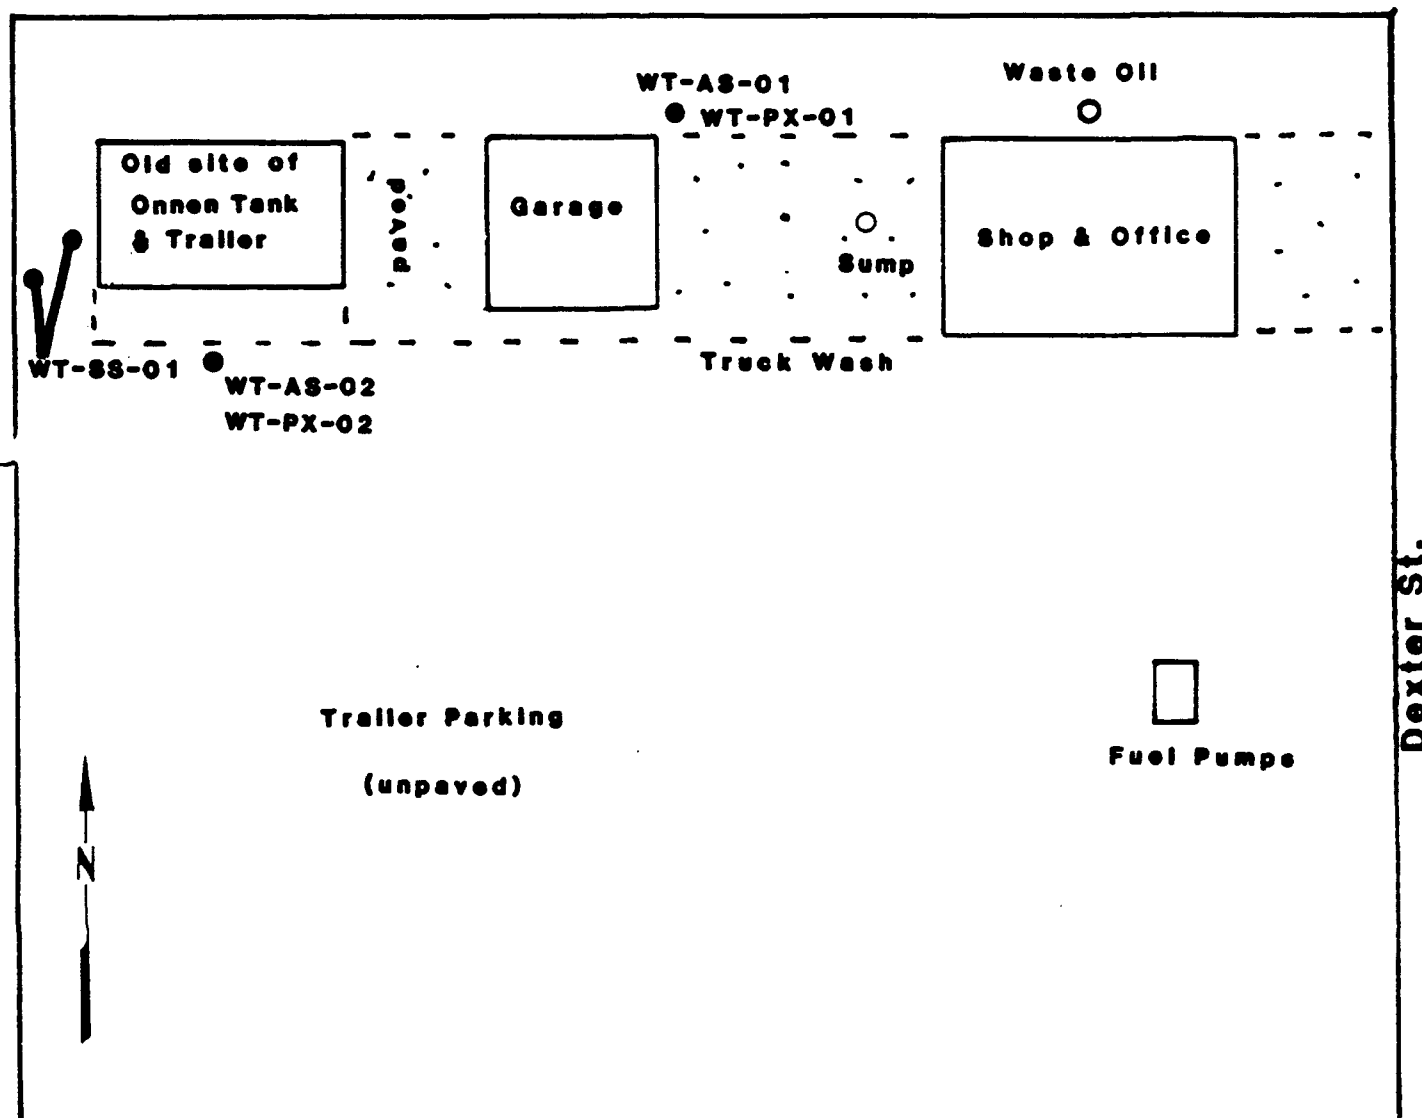 WT-AS-01
WT-PX-01
Waste Oil
Old site of
Onnen Tank
& Trailer
paved
Garage
Sump
Shop & Office
WT-SS-01
Truck Wash
WT-AS-02
WT-PX-02
Dexter St.
Trailer Parking
(unpaved)
Fuel Pumps
N